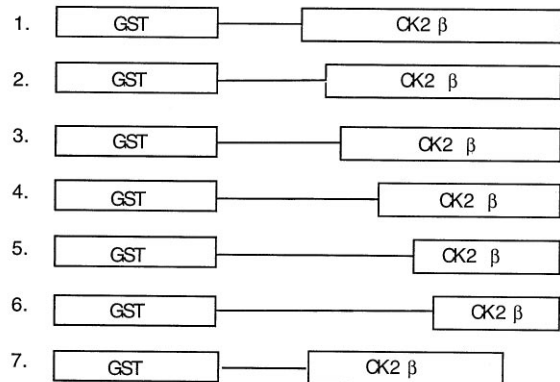 1. GST CK2 β
2. GST CK2 β
3. GST CK2 β
4. GST CK2 β
5. GST CK2 β
6. GST CK2 β
7. GST CK2 β